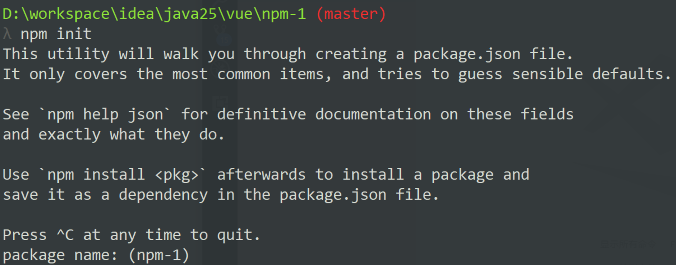 D:\workspace\idea\java25\vue\npm-1 (master)
λ npm init
This utility will walk you through creating a package.json file.
It only covers the most common items, and tries to guess sensible defaults.
See `npm help json` for definitive documentation on these fields
and exactly what they do.
Use `npm install <pkg>` afterwards to install a package and
save it as a dependency in the package.json file.
Press ^C at any time to quit.
package name: (npm-1)